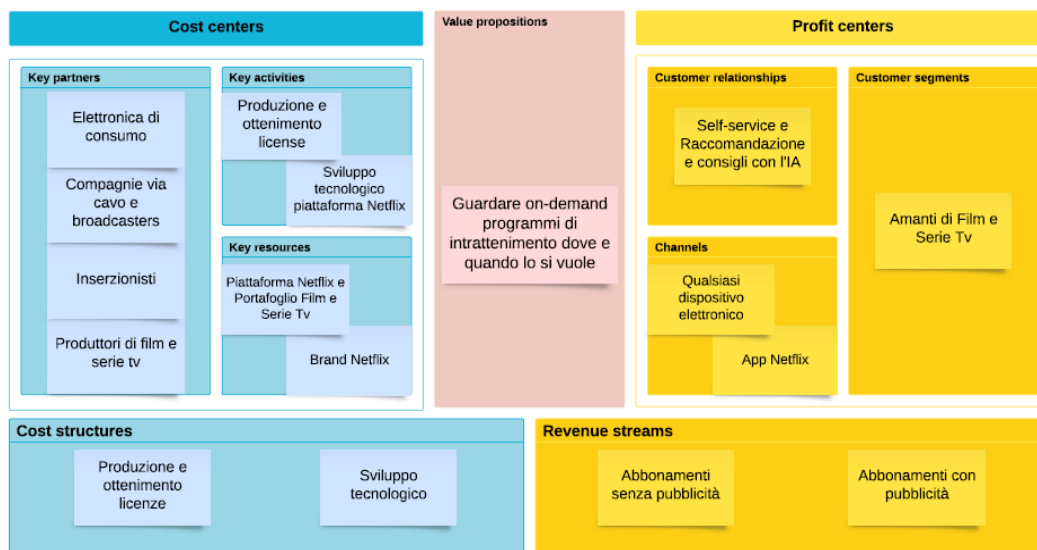 Cost centers
Key partners
Elettronica di
consumo
Compagnie via
cavo e
broadcasters
Inserzionisti
Produttori di film e
serie tv
Key activities
Produzione e
ottenimento
license
Sviluppo
tecnologico
piattaforma Netflix
Key resources
Piattaforma Netflix e
Portafoglio Film e
Serie Tv
Brand Netflix
Value propositions
Guardare on-demand
programmi di
intrattenimento dove e
quando lo si vuole
Profit centers
Customer relationships
Self-service e
Raccomandazione
e consigli con l'IA
Channels
Qualsiasi
dispositivo
elettronico
App Netflix
Customer segments
Amanti di Film e
Serie Tv
Cost structures
Produzione e
ottenimento
licenze
Sviluppo
tecnologico
Revenue streams
Abbonamenti
senza pubblicità
Abbonamenti con
pubblicità